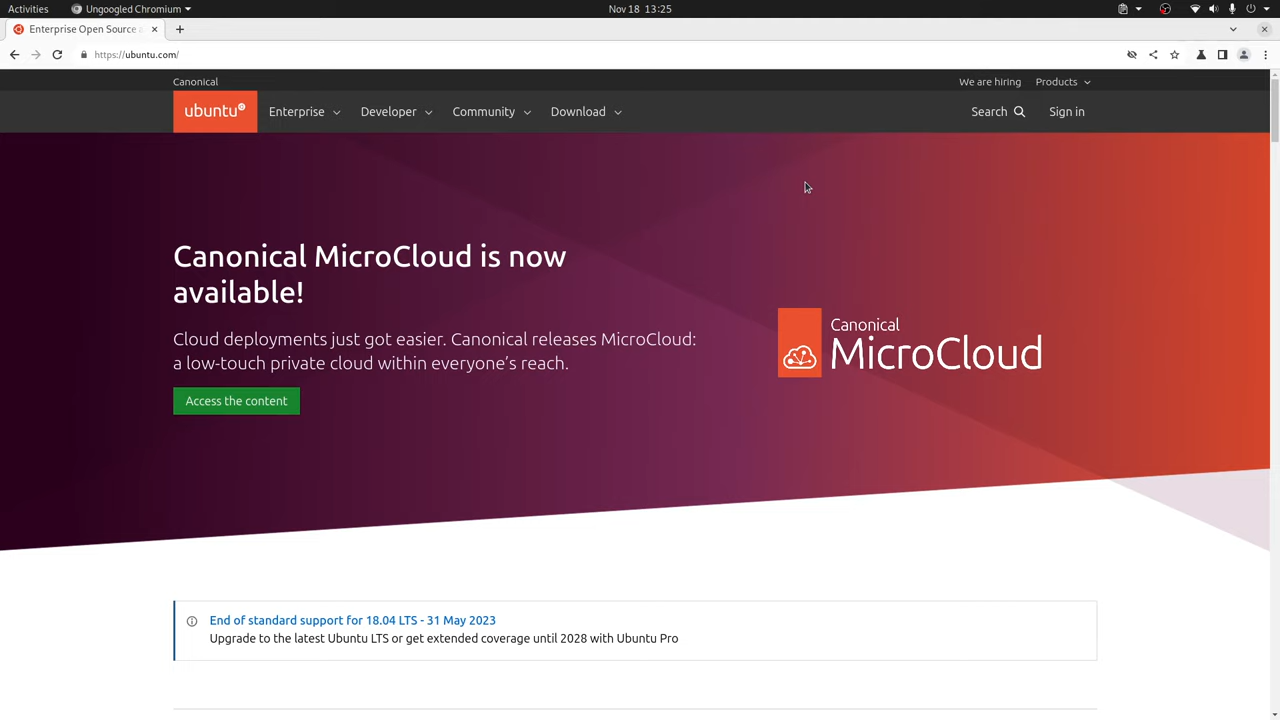 Activities Ungoogled Chromium Nov 18 13:25
Enterprise Open Source
https://ubuntu.com/
Canonical We are hiring Products
ubuntu Enterprise Developer Community Download Search Sign in
Canonical MicroCloud is now
available!
Cloud deployments just got easier. Canonical releases MicroCloud:
a low-touch private cloud within everyone’s reach.
Access the content
Canonical
MicroCloud
End of standard support for 18.04 LTS - 31 May 2023
Upgrade to the latest Ubuntu LTS or get extended coverage until 2028 with Ubuntu Pro